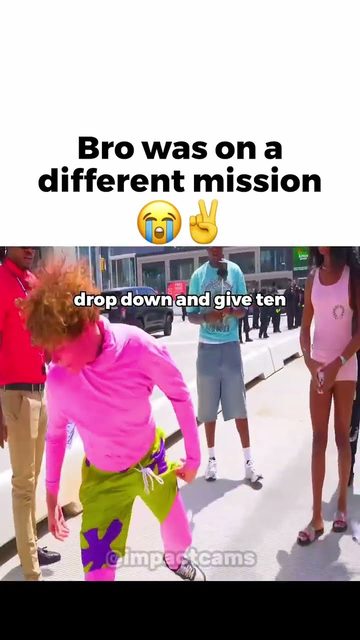 Bro was on a
different mission
😭✌️
drop down and give ten
@impactcams